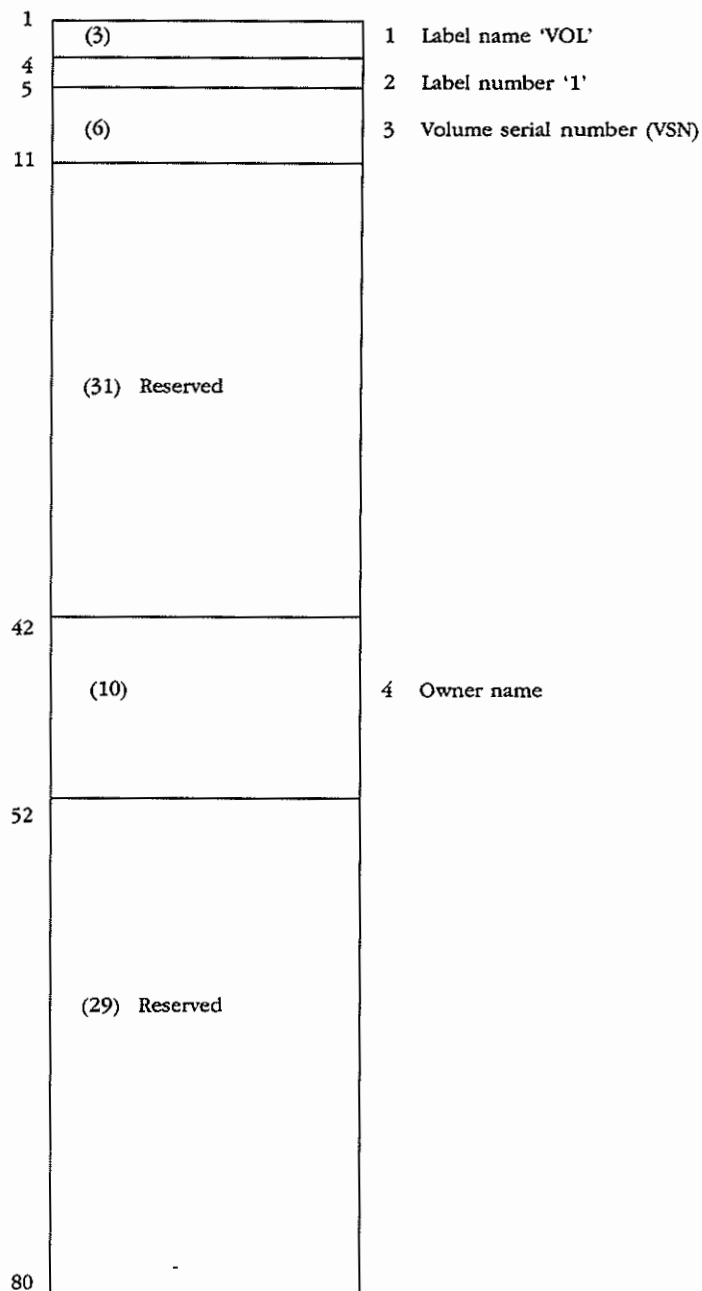 1
(3) 1 Label name ‘VOL’
4
2 Label number ‘1’
5
(6) 3 Volume serial number (VSN)
11
(31) Reserved
42
(10) 4 Owner name
52
(29) Reserved
80